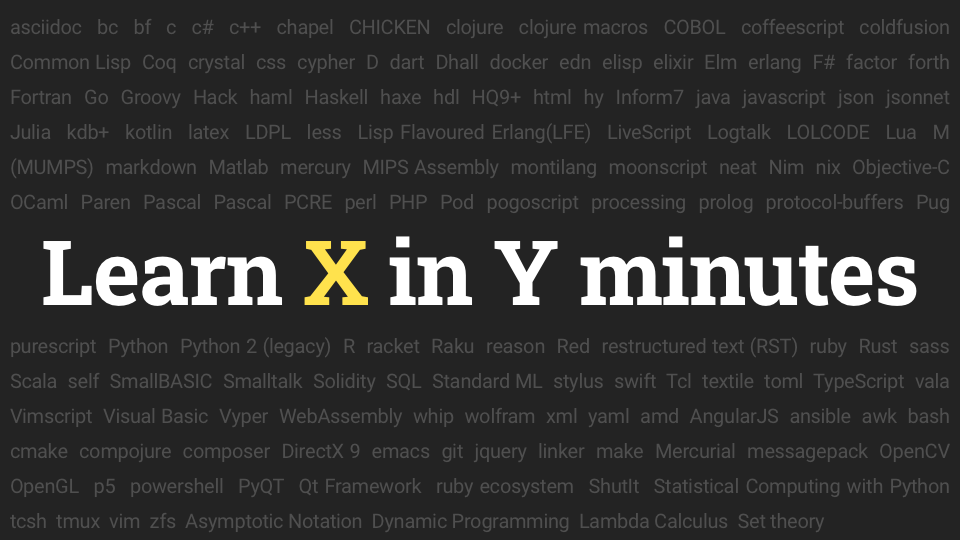 asciidoc bc bf c c# c++ chapel CHICKEN clojure clojure macros COBOL coffeescript coldfusion
Common Lisp Coq crystal css cypher D dart Dhall docker edn elisp elixir Elm erlang F# factor forth
Fortran Go Groovy Hack haml Haskell haxe hdl HQ9+ html hy Inform7 java javascript json jsonnet
Julia kdb+ kotlin latex LDPL less Lisp Flavoured Erlang(LFE) LiveScript Logtalk LOLCODE Lua M
(MUMPS) markdown Matlab mercury MIPS Assembly montilang moonscript neat Nim nix Objective-C
OCaml Paren Pascal Pascal PCRE perl PHP Pod pogoscript processing prolog protocol-buffers Pug
Learn X in Y minutes
purescript Python Python 2 (legacy) R racket Raku reason Red restructured text (RST) ruby Rust sass
Scala self SmallBASIC Smalltalk Solidity SQL Standard ML stylus swift Tcl textile toml TypeScript vala
Vimscript Visual Basic Vyper WebAssembly whip wolfram xml yaml amd AngularJS ansible awk bash
cmake compojure composer DirectX 9 emacs git jquery linker make Mercurial messagepack OpenCV
OpenGL p5 powershell PyQT Qt Framework ruby ecosystem ShutIt Statistical Computing with Python
tcsh tmux vim zfs Asymptotic Notation Dynamic Programming Lambda Calculus Set theory